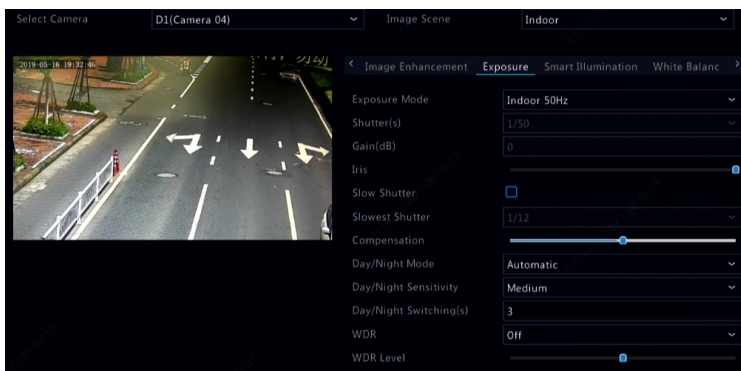 Select Camera D1(Camera 04) Image Scene Indoor
2019-05-16 19:32:46
Image Enhancement Exposure Smart Illumination White Balanc
Exposure Mode Indoor 50Hz
Shutter(s) 1/50
Gain(dB) 0
Iris
Slow Shutter
Slowest Shutter 1/12
Compensation
Day/Night Mode Automatic
Day/Night Sensitivity Medium
Day/Night Switching(s) 3
WDR Off
WDR Level